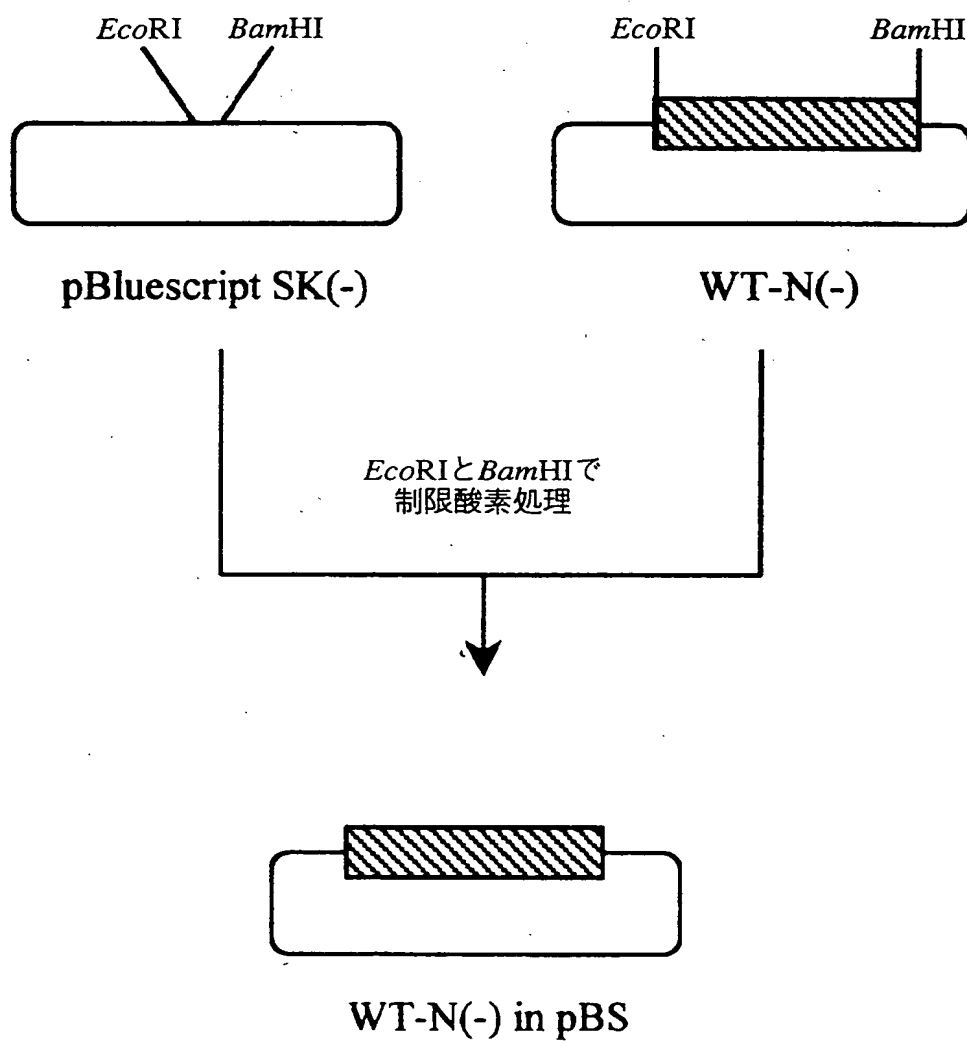 EcoRI BamHI
EcoRI BamHI
pBluescript SK(-)
WT-N(-)
EcoRIとBamHIで
制限酸素処理
WT-N(-) in pBS